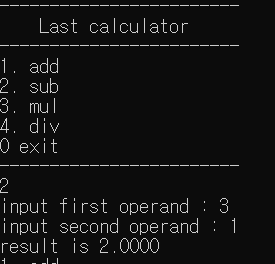 ------------------------
Last calculator
------------------------
1. add
2. sub
3. mul
4. div
0 exit
------------------------
2
input first operand : 3
input second operand : 1
result is 2.0000
1. add